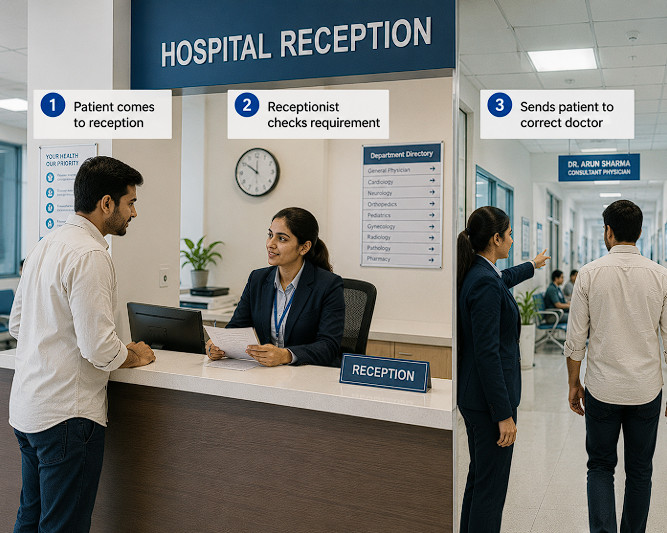 HOSPITAL RECEPTION
1 Patient comes
to reception
2 Receptionist
checks requirement
3 Sends patient to
correct doctor
YOUR HEALTH
OUR PRIORITY
Department Directory
General Physician →
Cardiology →
Neurology →
Orthopedics →
Pediatrics →
Gynecology →
Radiology →
Pathology →
Pharmacy →
DR. ARUN SHARMA
CONSULTANT PHYSICIAN
RECEPTION